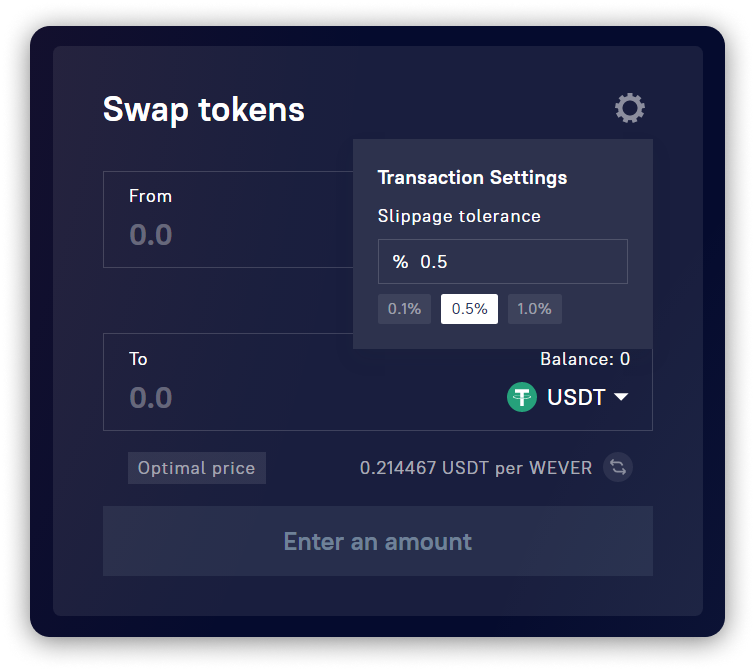 Swap tokens
Transaction Settings
From
Slippage tolerance
0.0
% 0.5
0.1%
0.5%
1.0%
To
Balance: 0
0.0
USDT
Optimal price
0.214467 USDT per WEVER
Enter an amount